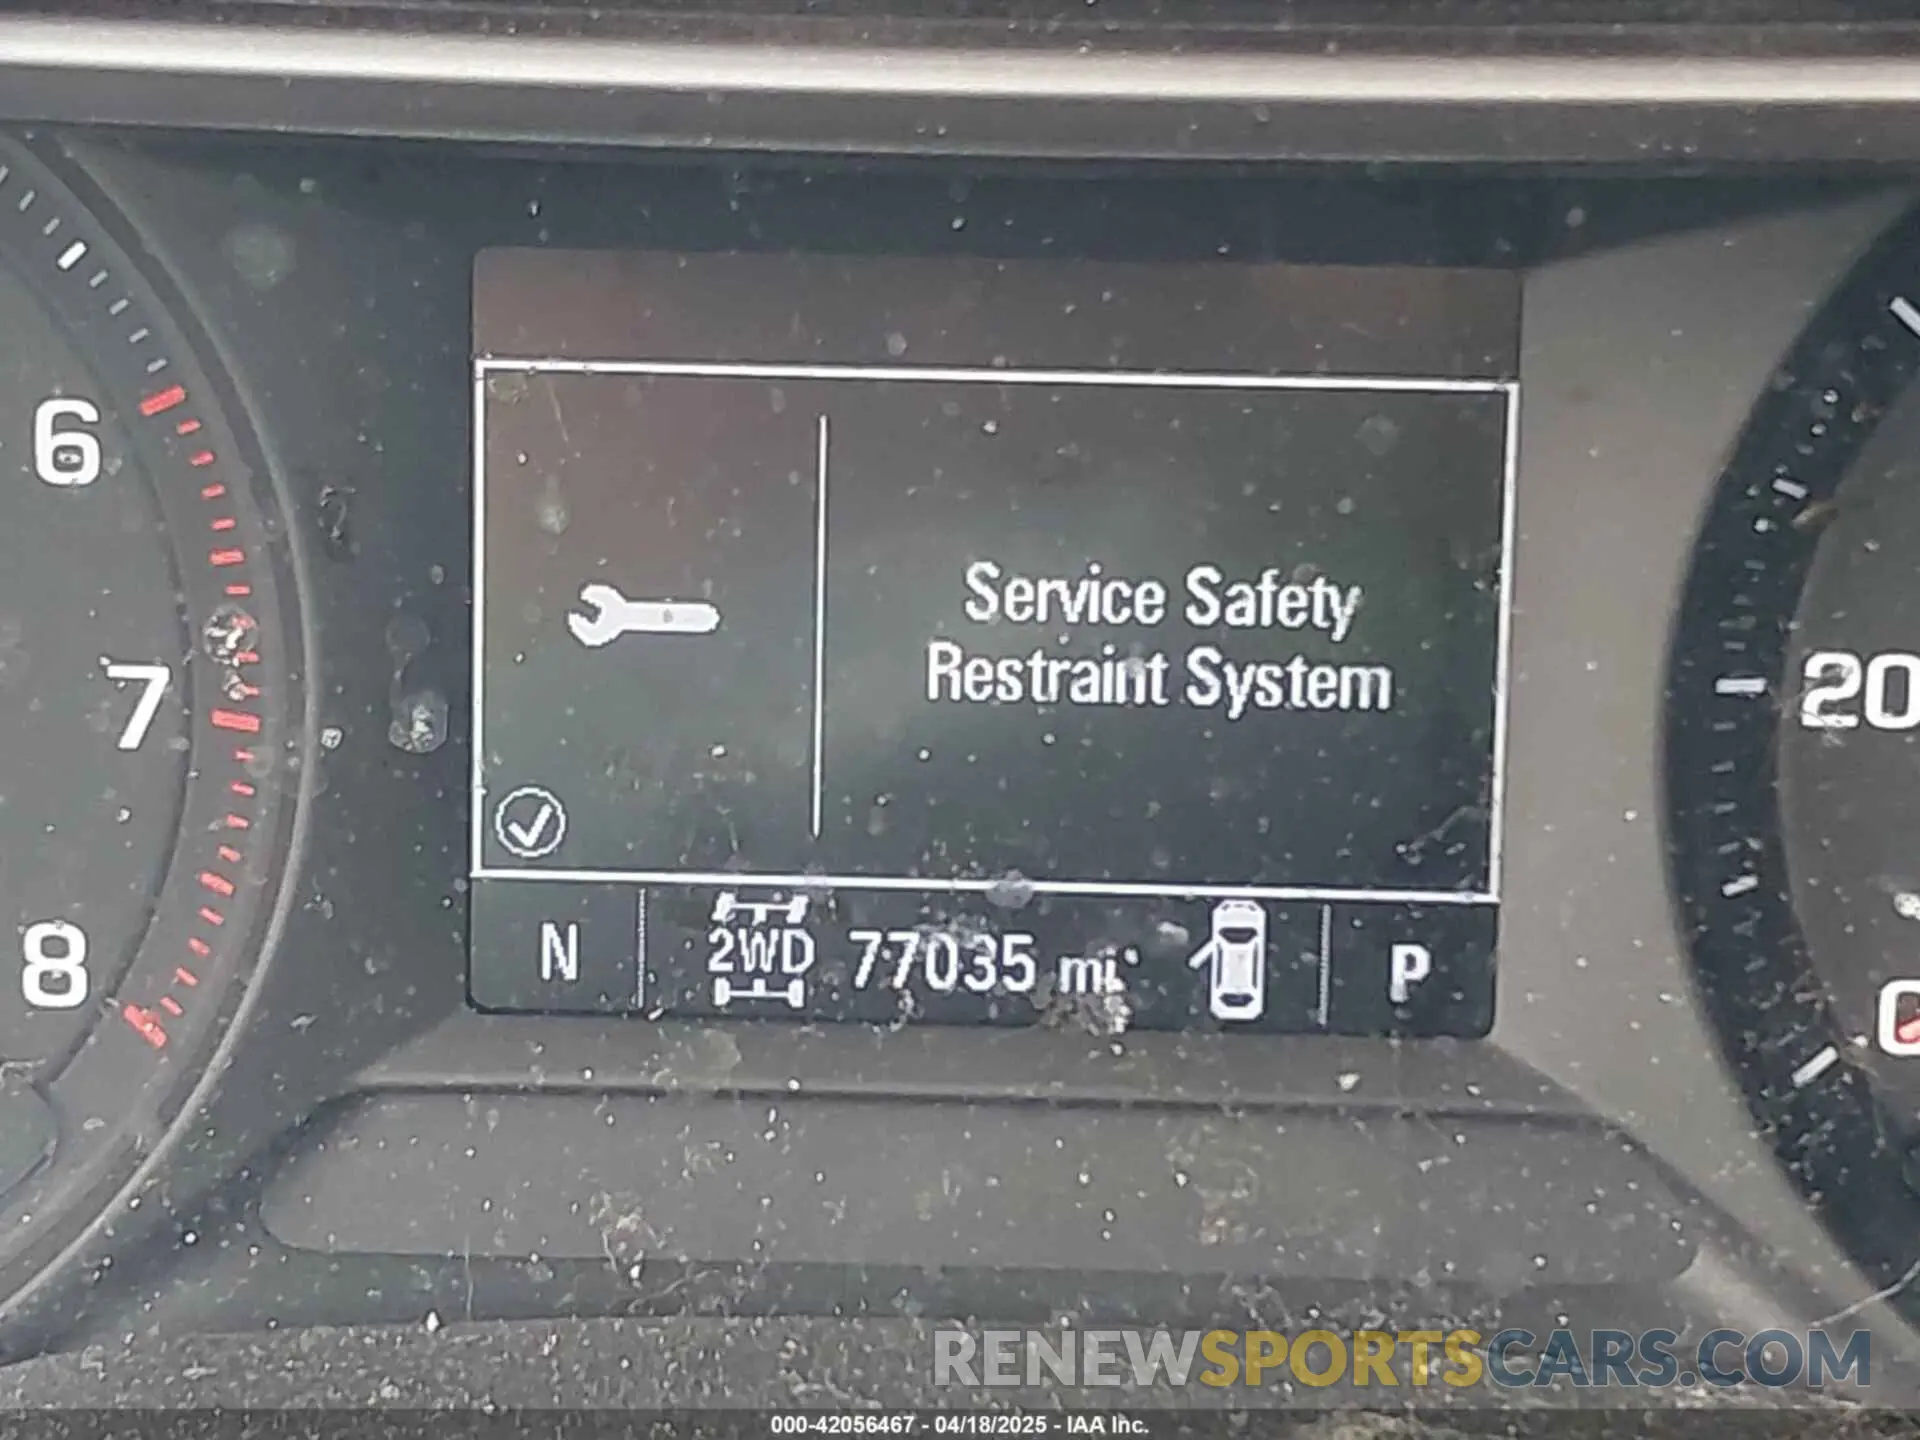 6
7
8
Service Safety
Restraint System
N
2WD
77035 mi
P
20
0
RENEWSPORTSCARS.COM
000-42056467 - 04/18/2025 - IAA Inc.